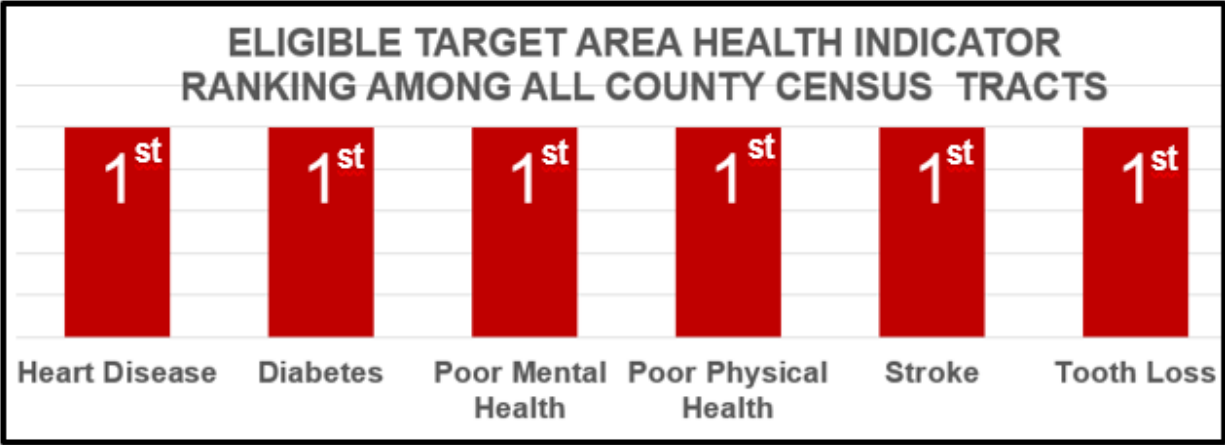 ELIGIBLE TARGET AREA HEALTH INDICATOR
RANKING AMONG ALL COUNTY CENSUS TRACTS
1st 1st 1st 1st 1st 1st
Heart Disease Diabetes Poor Mental Poor Physical Stroke Tooth Loss
Health Health